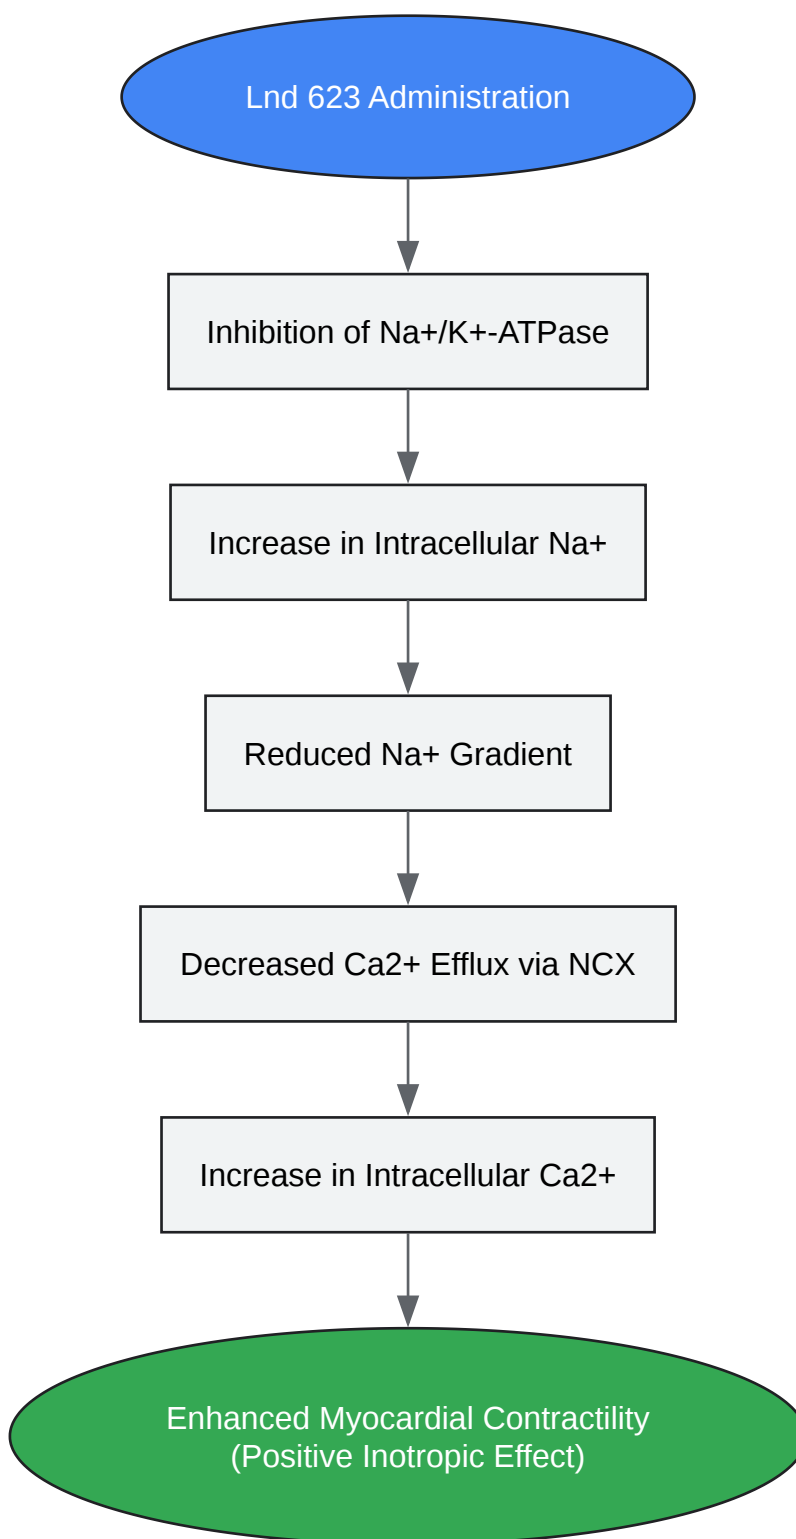 Lnd 623 Administration
Inhibition of Na+/K+-ATPase
Increase in Intracellular Na+
Reduced Na+ Gradient
Decreased Ca2+ Efflux via NCX
Increase in Intracellular Ca2+
Enhanced Myocardial Contractility
(Positive Inotropic Effect)